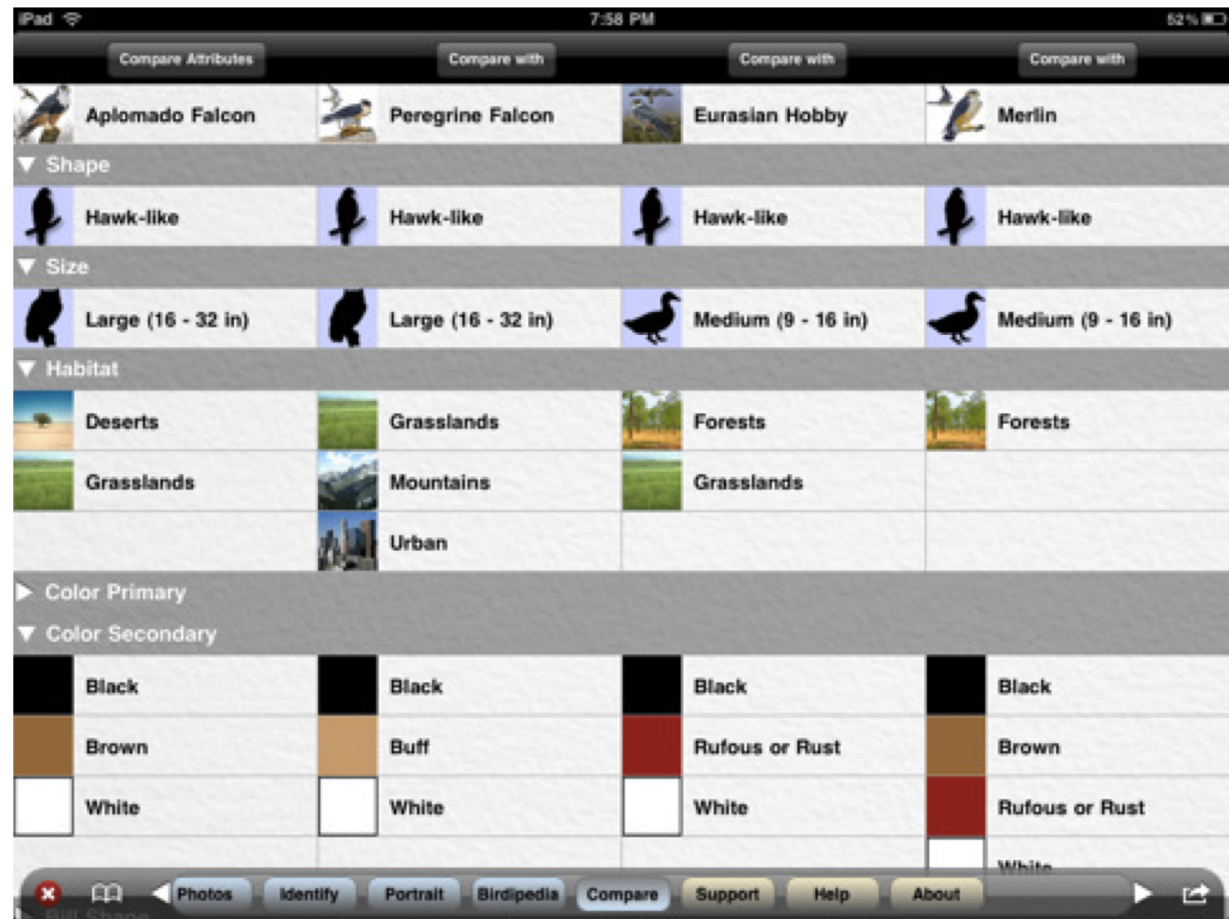 iPad 7:58 PM 52%
Compare Attributes Compare with Compare with Compare with
Aplomado Falcon Peregrine Falcon Eurasian Hobby Merlin
Shape
Hawk-like Hawk-like Hawk-like Hawk-like
Size
Large (16 - 32 in) Large (16 - 32 in) Medium (9 - 16 in) Medium (9 - 16 in)
Habitat
Deserts Grasslands Forests Forests
Grasslands Mountains Grasslands
Urban
Color Primary
Color Secondary
Black Black Black Black
Brown Buff Rufous or Rust Brown
White White White Rufous or Rust
White
Photos Identify Portrait Birdipedia Compare Support Help About
Bill Shape